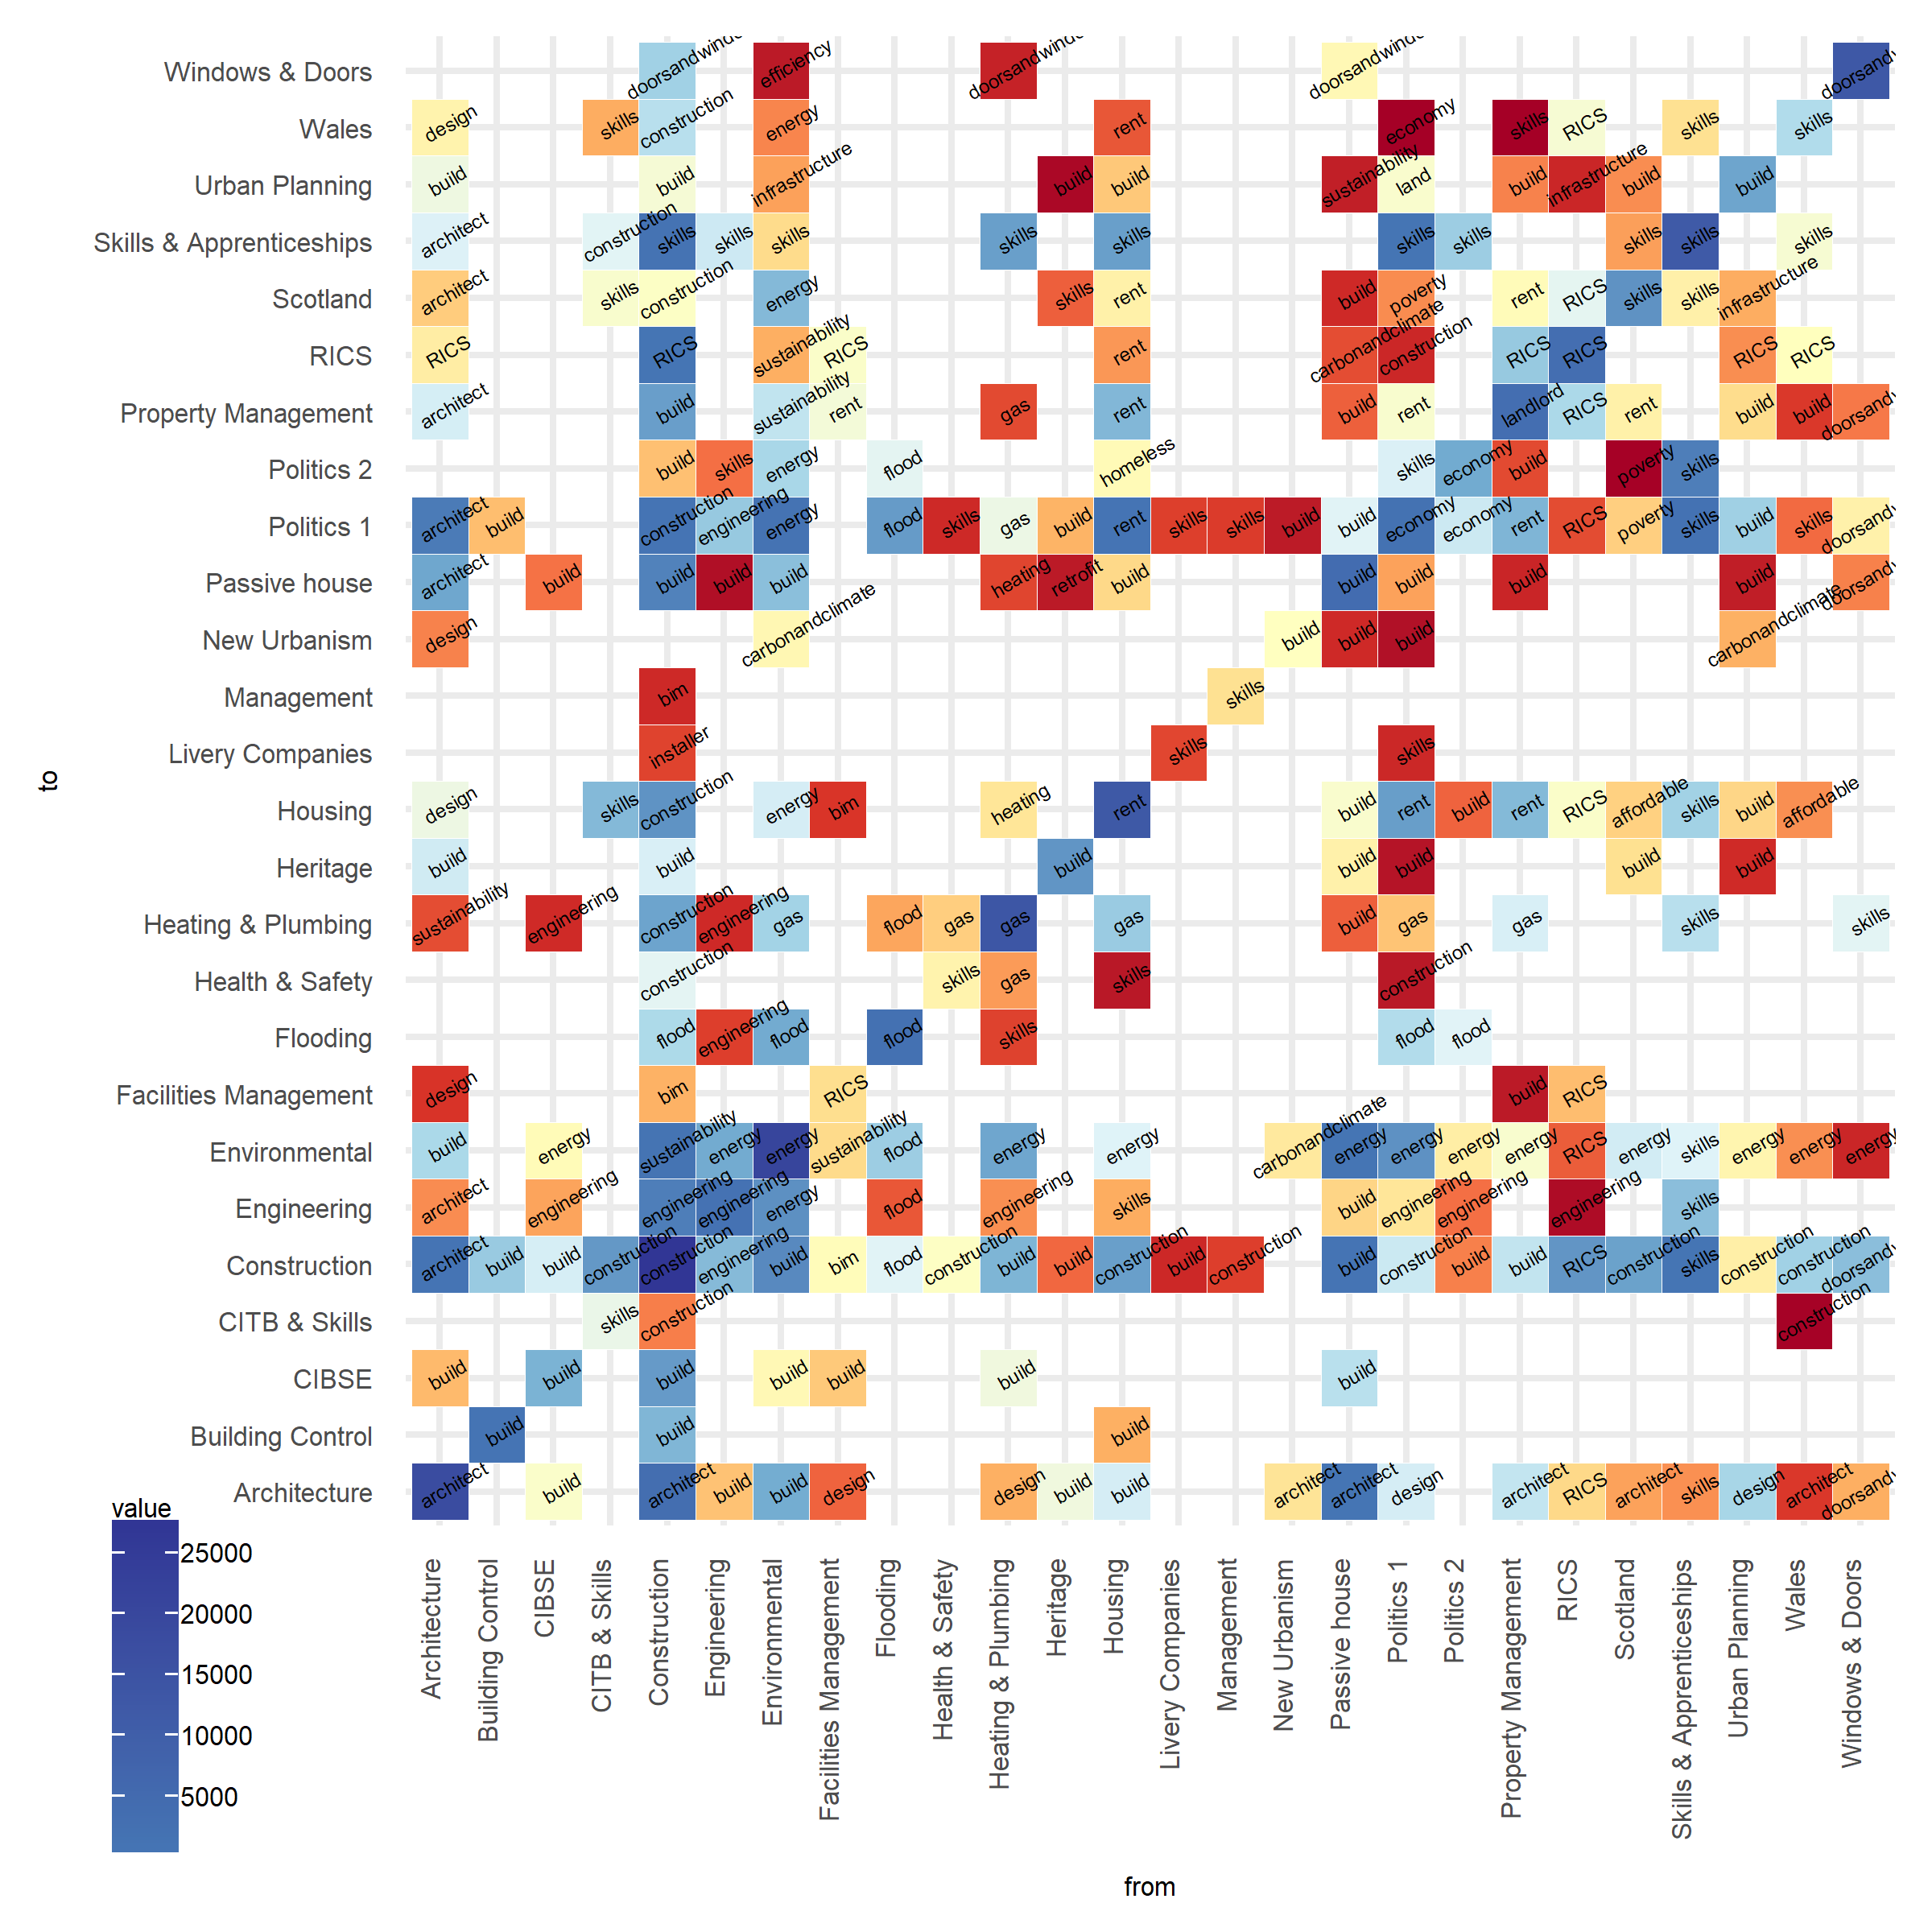 Windows & Doors doorsandwindo efficiency doorsandwindo doorsandwindo doorsandw
Wales design skills construction energy rent economy skills RICS skills skills
Urban Planning build build infrastructure build build sustainability land build infrastructure build build
Skills & Apprenticeships architect construction skills skills skills skills skills skills skills skills skills skills
Scotland architect skills construction energy skills rent build poverty rent RICS skills skills infrastructure
RICS RICS RICS sustainability RICS rent carbonandclimate construction RICS RICS RICS RICS
Property Management architect build sustainability rent gas rent build rent landlord RICS rent build build doorsandw
Politics 2 build skills energy flood homeless skills economy build poverty skills
Politics 1 architect build construction engineering energy flood skills gas build rent skills skills build build economy economy rent RICS poverty skills build skills doorsandw
Passive house architect build build build build heating retrofit build build build build build doorsandw
New Urbanism design carbonandclimate build build build carbonandclimate
Management bim skills
Livery Companies installer skills skills
Housing design skills construction energy bim heating rent build rent build rent RICS affordable skills build affordable
Heritage build build build build build build build
Heating & Plumbing sustainability engineering construction engineering gas flood gas gas gas build gas gas skills skills
Health & Safety construction skills gas skills construction
Flooding flood engineering flood flood skills flood flood
Facilities Management design bim RICS build RICS
Environmental build energy sustainability energy energy sustainability flood energy energy carbonandclimate energy energy energy energy RICS energy skills energy energy energy
Engineering architect engineering engineering engineering energy flood engineering skills build engineering engineering engineering skills
Construction architect build build construction construction engineering build bim flood construction build build construction build construction build construction build build RICS construction skills construction construction doorsandw
CITB & Skills skills construction construction
CIBSE build build build build build build build
Building Control build build build
Architecture architect build architect build build design design build build architect architect design architect RICS architect skills design architect doorsandw
to
value
25000
20000
15000
10000
5000
Architecture
Building Control
CIBSE
CITB & Skills
Construction
Engineering
Environmental
Facilities Management
Flooding
Health & Safety
Heating & Plumbing
Heritage
Housing
Livery Companies
Management
New Urbanism
Passive house
Politics 1
Politics 2
Property Management
RICS
Scotland
Skills & Apprenticeships
Urban Planning
Wales
Windows & Doors
from